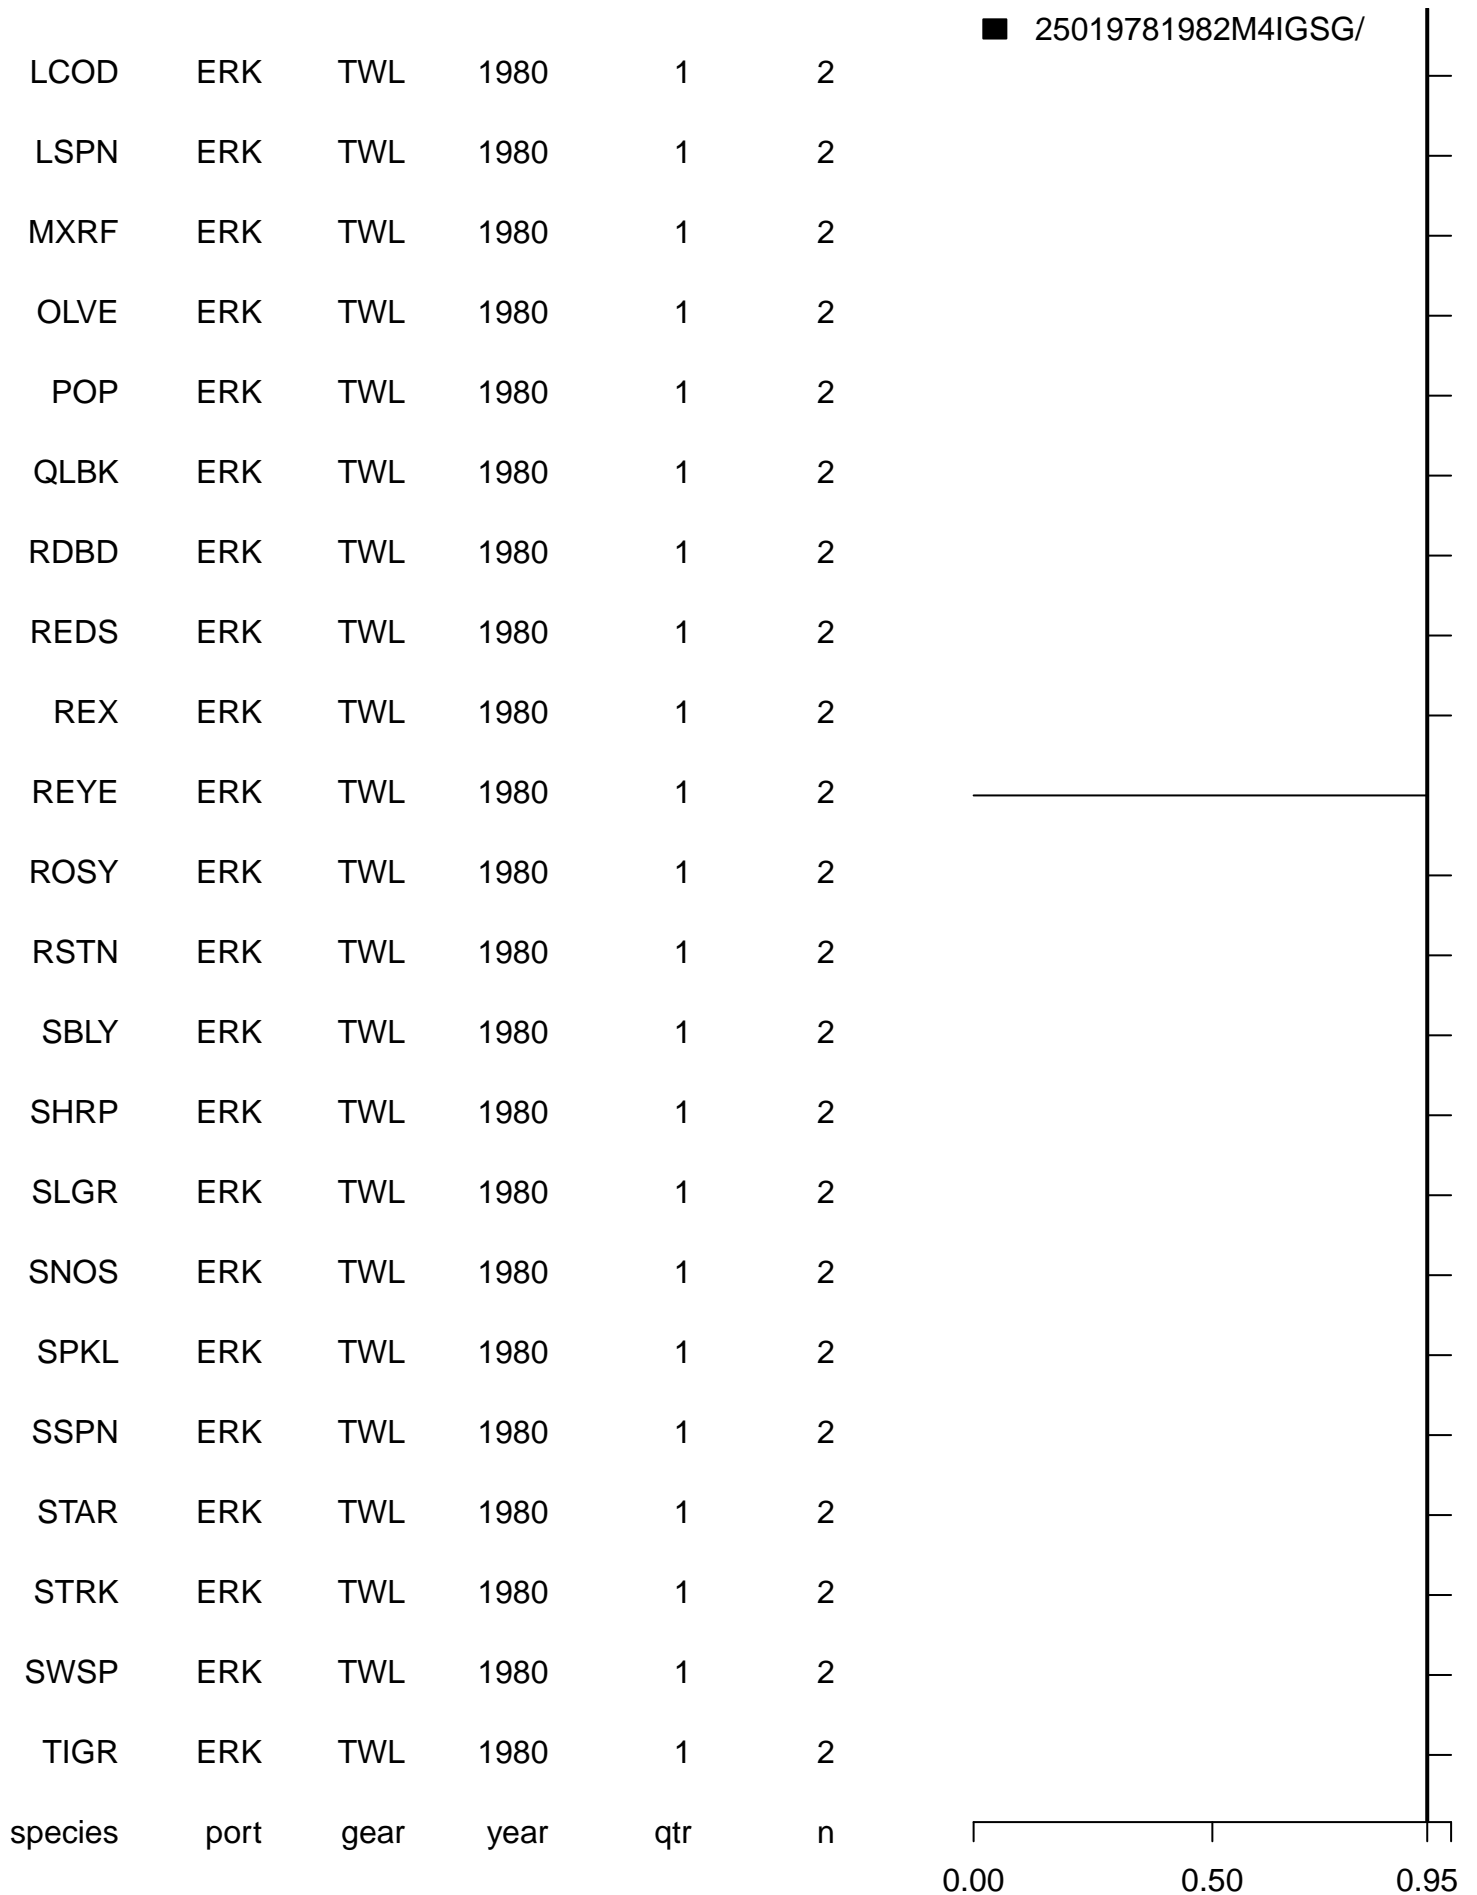 25019781982M4IGSG/
LCOD ERK TWL 1980 1 2
LSPN ERK TWL 1980 1 2
MXRF ERK TWL 1980 1 2
OLVE ERK TWL 1980 1 2
POP ERK TWL 1980 1 2
QLBK ERK TWL 1980 1 2
RDBD ERK TWL 1980 1 2
REDS ERK TWL 1980 1 2
REX ERK TWL 1980 1 2
REYE ERK TWL 1980 1 2
ROSY ERK TWL 1980 1 2
RSTN ERK TWL 1980 1 2
SBLY ERK TWL 1980 1 2
SHRP ERK TWL 1980 1 2
SLGR ERK TWL 1980 1 2
SNOS ERK TWL 1980 1 2
SPKL ERK TWL 1980 1 2
SSPN ERK TWL 1980 1 2
STAR ERK TWL 1980 1 2
STRK ERK TWL 1980 1 2
SWSP ERK TWL 1980 1 2
TIGR ERK TWL 1980 1 2
species port gear year qtr n
0.00 0.50 0.95